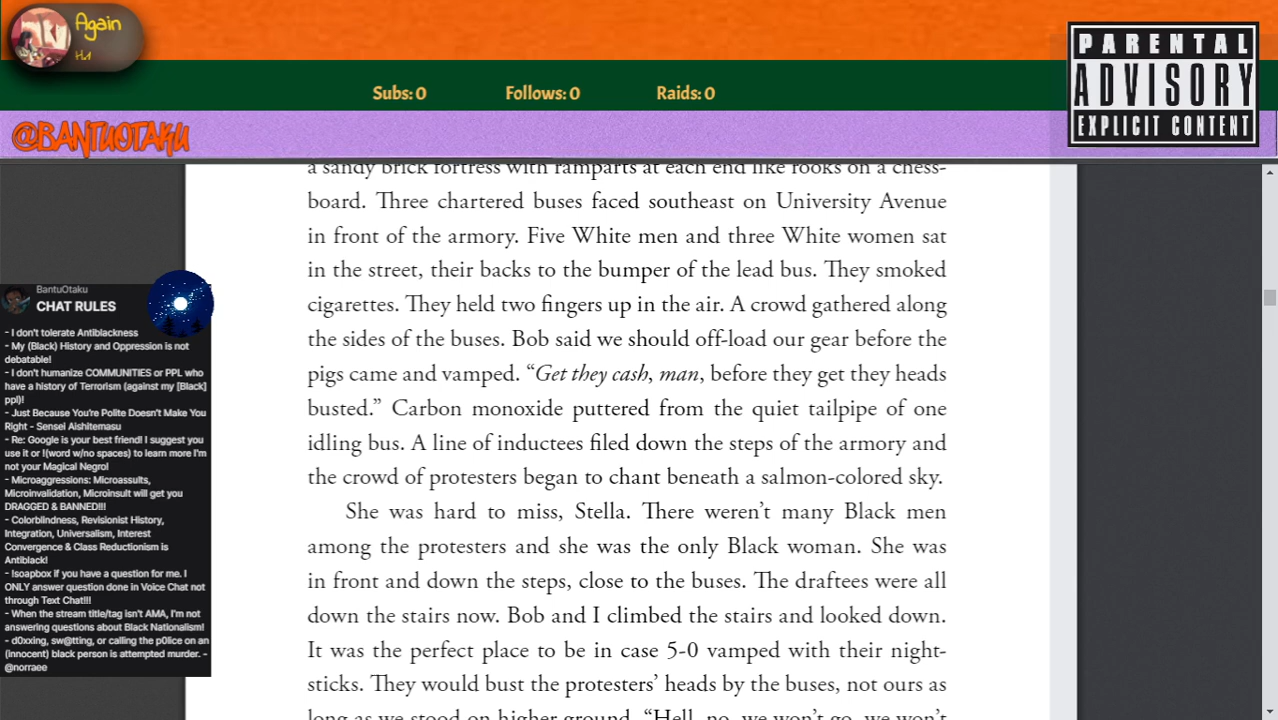 Again
PARENTAL
ADVISORY
EXPLICIT CONTENT
Subs: 0
Follows: 0
Raids: 0
@BANTUOTAKU
a sandy brick fortress with ramparts at each end like rooks on a chess-
board. Three chartered buses faced southeast on University Avenue
in front of the armory. Five White men and three White women sat
in the street, their backs to the bumper of the lead bus. They smoked
cigarettes. They held two fingers up in the air. A crowd gathered along
the sides of the buses. Bob said we should off-load our gear before the
pigs came and vamped. “Get they cash, man, before they get they heads
busted.” Carbon monoxide puttered from the quiet tailpipe of one
idling bus. A line of inductees filed down the steps of the armory and
the crowd of protesters began to chant beneath a salmon-colored sky.
She was hard to miss, Stella. There weren’t many Black men
among the protesters and she was the only Black woman. She was
in front and down the steps, close to the buses. The draftees were all
down the stairs now. Bob and I climbed the stairs and looked down.
It was the perfect place to be in case 5-0 vamped with their night-
sticks. They would bust the protesters’ heads by the buses, not ours as
long as we stood on higher ground. “Hell, no, we won’t go, we won’t
BantuOtaku
CHAT RULES
- I don't tolerate Antiblackness
- My (Black) History and Oppression is not
debatable!
- I don't humanize COMMUNITIES or PPL who
have a history of Terrorism (against my [Black]
ppl)!
- Just Because You're Polite Doesn't Make You
Right - Sensei Aishitemasu
- Re: Google is your best friend! I suggest you
use it or !(word w/no spaces) to learn more I'm
not your Magical Negro!
- Microaggressions: Microassults,
Microinvalidation, Microinsult will get you
DRAGGED & BANNED!!!
- Colorblindness, Revisionist History,
Integration, Universalism, Interest
Convergence & Class Reductionism is
Antiblack!
- !soapbox if you have a question for me. I
ONLY answer question done in Voice Chat not
through Text Chat!!!
- When the stream title/tag isn't AMA, I'm not
answering questions about Black Nationalism!
- d0xxing, sw@tting, or calling the p0lice on an
(innocent) black person is attempted murder. -
@norraee